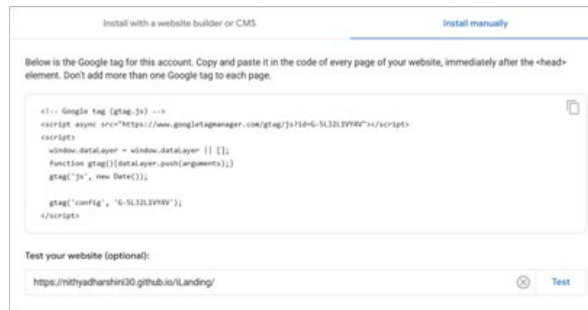 Install with a website builder or CMS
Install manually
Below is the Google tag for this account. Copy and paste it in the code of every page of your website, immediately after the <head>
element. Don't add more than one Google tag to each page.
<!-- Google tag (gtag.js) -->
<script async src="https://www.googletagmanager.com/gtag/js?id=G-5L32L1VY4V"></script>
<script>
window.dataLayer = window.dataLayer || [];
function gtag(){dataLayer.push(arguments);}
gtag('js', new Date());
gtag('config', 'G-5L32L1VY4V');
</script>
Test your website (optional):
https://nithyadharshini30.github.io/iLanding/
Test